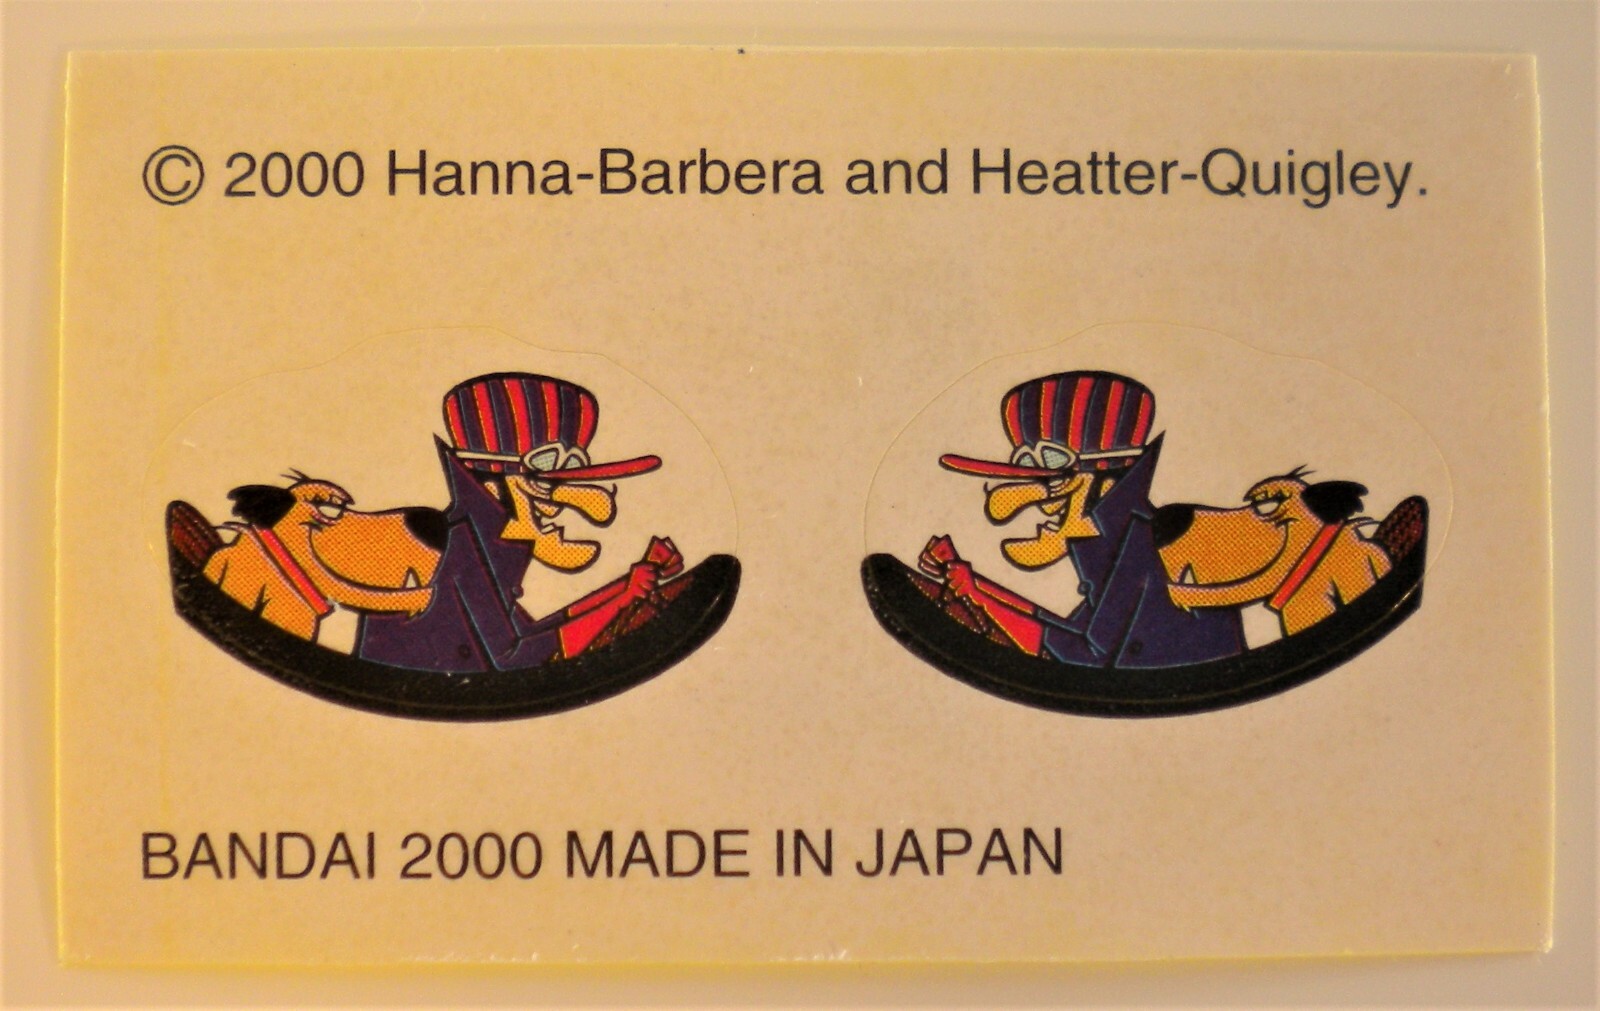 © 2000 Hanna-Barbera and Heatter-Quigley.
BANDAI 2000 MADE IN JAPAN